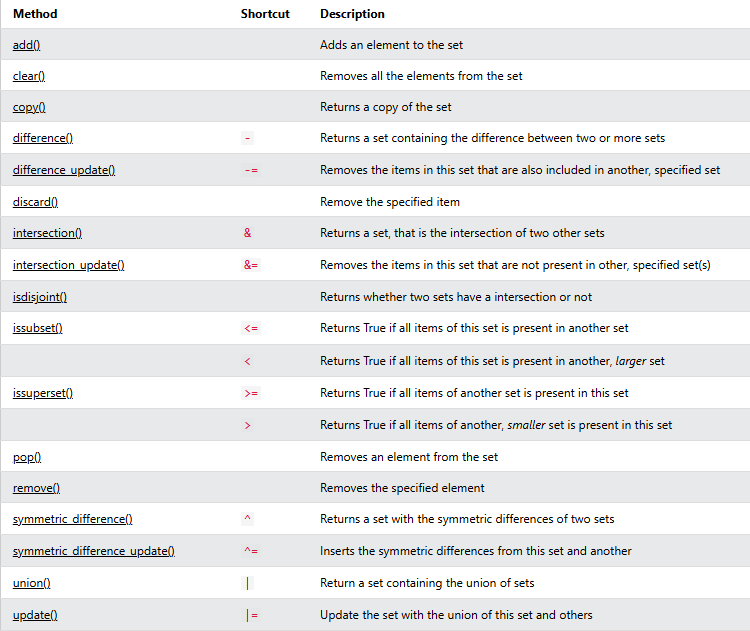 Method Shortcut Description
add() Adds an element to the set
clear() Removes all the elements from the set
copy() Returns a copy of the set
difference() - Returns a set containing the difference between two or more sets
difference_update() -= Removes the items in this set that are also included in another, specified set
discard() Remove the specified item
intersection() & Returns a set, that is the intersection of two other sets
intersection_update() &= Removes the items in this set that are not present in other, specified set(s)
isdisjoint() Returns whether two sets have a intersection or not
issubset() <= Returns True if all items of this set is present in another set
< Returns True if all items of this set is present in another, larger set
issuperset() >= Returns True if all items of another set is present in this set
> Returns True if all items of another, smaller set is present in this set
pop() Removes an element from the set
remove() Removes the specified element
symmetric_difference() ^ Returns a set with the symmetric differences of two sets
symmetric_difference_update() ^= Inserts the symmetric differences from this set and another
union() | Return a set containing the union of sets
update() |= Update the set with the union of this set and others